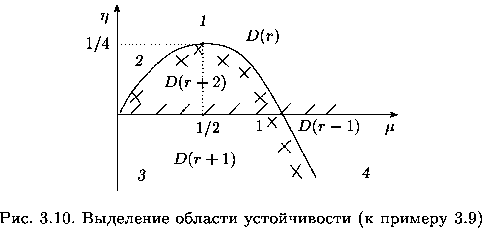 η
1
1/4
D(r)
2
D(r + 2)
1/2
1
D(r − 1)
μ
D(r + 1)
3
4
Рис. 3.10. Выделение области устойчивости (к примеру 3.9)